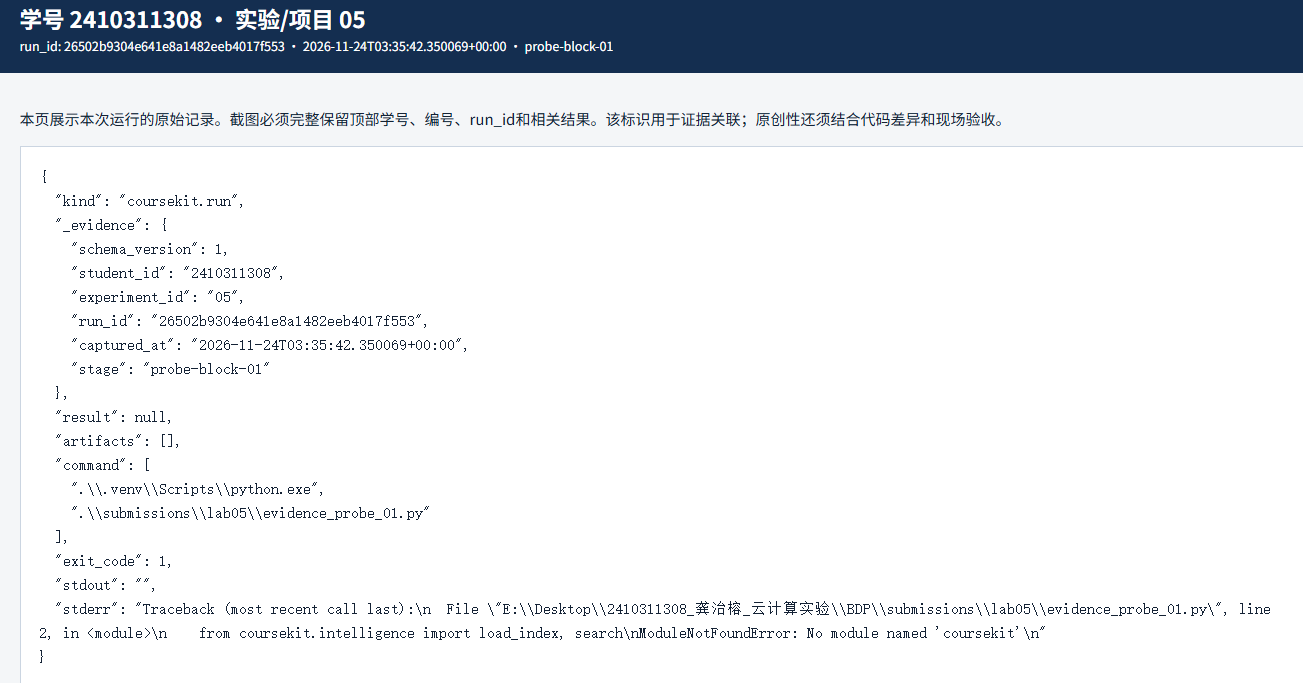 学号 2410311308 · 实验/项目 05
run_id: 26502b9304e641e8a1482eeb4017f553 · 2026-11-24T03:35:42.350069+00:00 · probe-block-01
本页展示本次运行的原始记录。截图必须完整保留顶部学号、编号、run_id和相关结果。该标识用于证据关联；原创性还须结合代码差异和现场验收。
{
  "kind": "coursekit.run",
  "_evidence": {
    "schema_version": 1,
    "student_id": "2410311308",
    "experiment_id": "05",
    "run_id": "26502b9304e641e8a1482eeb4017f553",
    "captured_at": "2026-11-24T03:35:42.350069+00:00",
    "stage": "probe-block-01"
  },
  "result": null,
  "artifacts": [],
  "command": [
    ".\\.venv\\Scripts\\python.exe",
    ".\\submissions\\lab05\\evidence_probe_01.py"
  ],
  "exit_code": 1,
  "stdout": "",
  "stderr": "Traceback (most recent call last):\n  File \"E:\\Desktop\\2410311308_龚治榕_云计算实验\\BDP\\submissions\\lab05\\evidence_probe_01.py\", line
2, in <module>\n    from coursekit.intelligence import load_index, search\nModuleNotFoundError: No module named 'coursekit'\n"
}